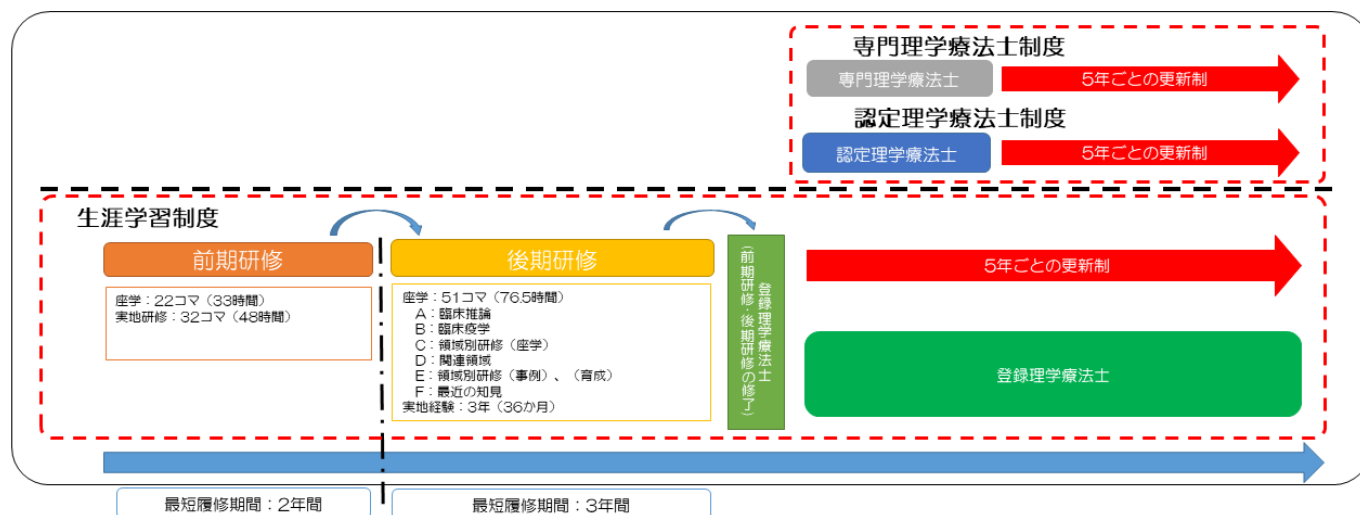 専門理学療法士制度
専門理学療法士
5年ごとの更新制
認定理学療法士制度
認定理学療法士
5年ごとの更新制
生涯学習制度
前期研修
座学：22コマ（33時間）
実地研修：32コマ（48時間）
後期研修
座学：51コマ（76.5時間）
A：臨床推論
B：臨床疫学
C：領域別研修（座学）
D：関連領域
E：領域別研修（事例）、（育成）
F：最近の知見
実地経験：3年（36か月）
登録理学療法士
（前期研修・後期研修の修了）
5年ごとの更新制
登録理学療法士
最短履修期間：2年間
最短履修期間：3年間